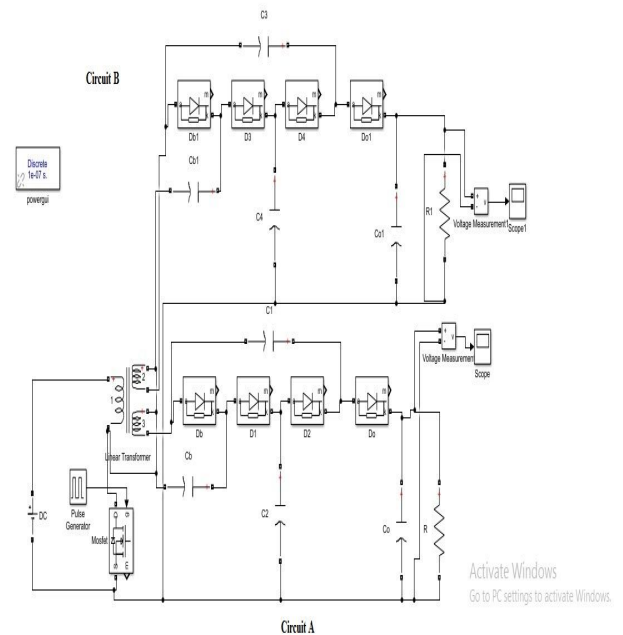 C3
Circuit B
Db1
D3
D4
Do1
Discrete
1e-07 s.
powergui
Cb1
C4
Co1
R1
Voltage Measurement1
Scope1
C1
Voltage Measurement
Scope
1
2
3
Linear Transformer
Db
D1
D2
Do
Cb
DC
Pulse
Generator
Mosfet
C2
Co
R
Activate Windows
Go to PC settings to activate Windows.
Circuit A